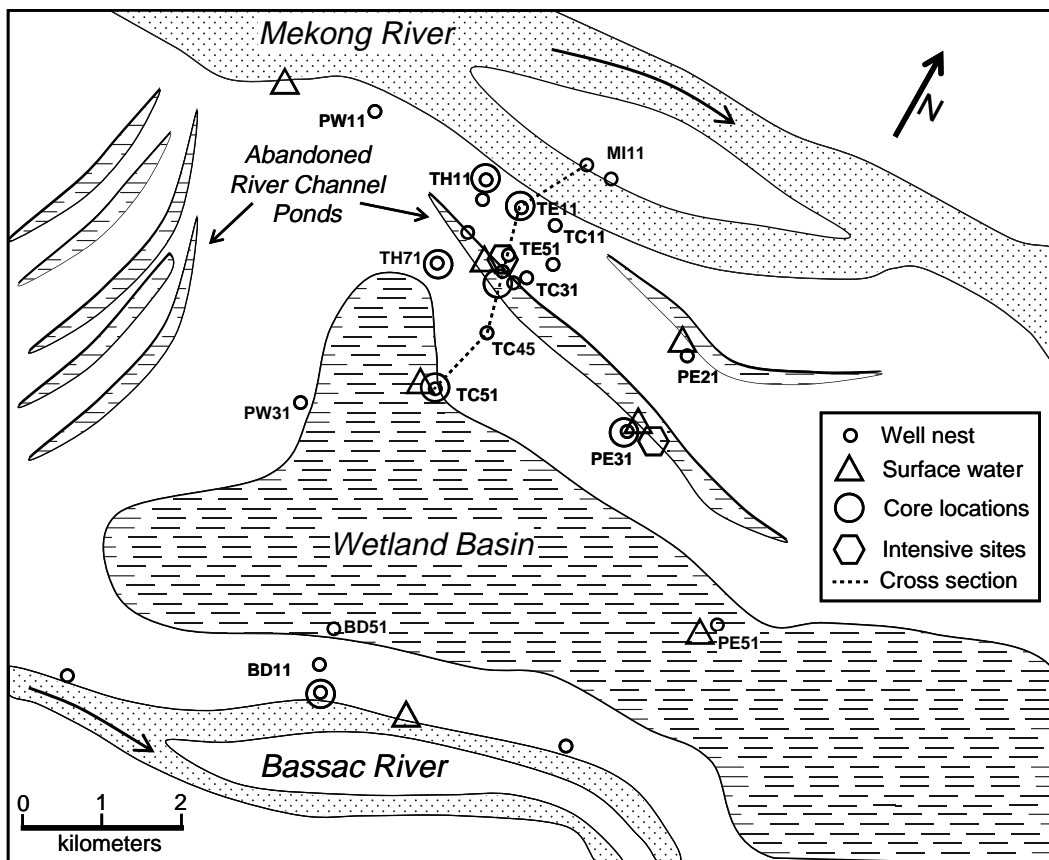 Mekong River
N
PW11
MI11
Abandoned
River Channel
Ponds
TH11
TE11
TC11
TE51
TH71
TC31
TC45
PE21
TC51
PW31
PE31
Well nest
Surface water
Core locations
Intensive sites
Cross section
Wetland Basin
BD51
PE51
BD11
Bassac River
0 1 2
kilometers